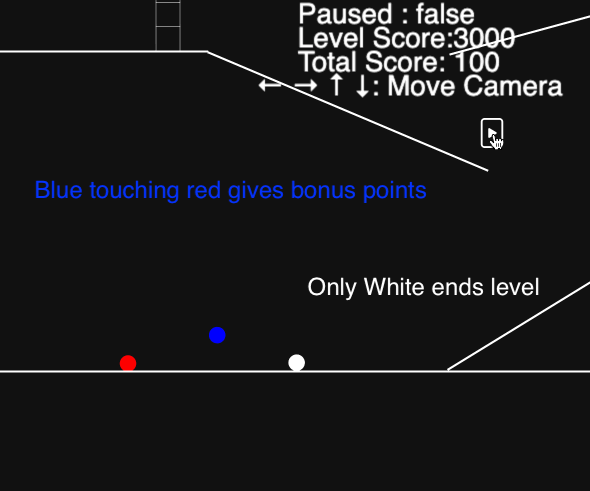 Paused : false
Level Score:3000
Total Score: 100
← → ↑ ↓: Move Camera
Blue touching red gives bonus points
Only White ends level